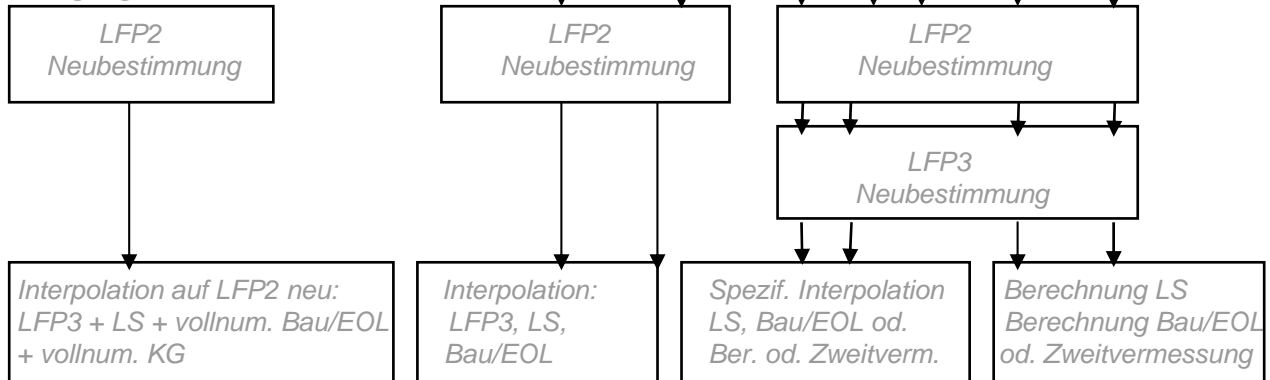 LFP2
Neubestimmung
LFP2
Neubestimmung
LFP2
Neubestimmung
LFP3
Neubestimmung
Interpolation auf LFP2 neu:
LFP3 + LS + vollnum. Bau/EOL
+ vollnum. KG
Interpolation:
LFP3, LS,
Bau/EOL
Spezif. Interpolation
LS, Bau/EOL od.
Ber. od. Zweitverm.
Berechnung LS
Berechnung Bau/EOL
od. Zweitvermessung